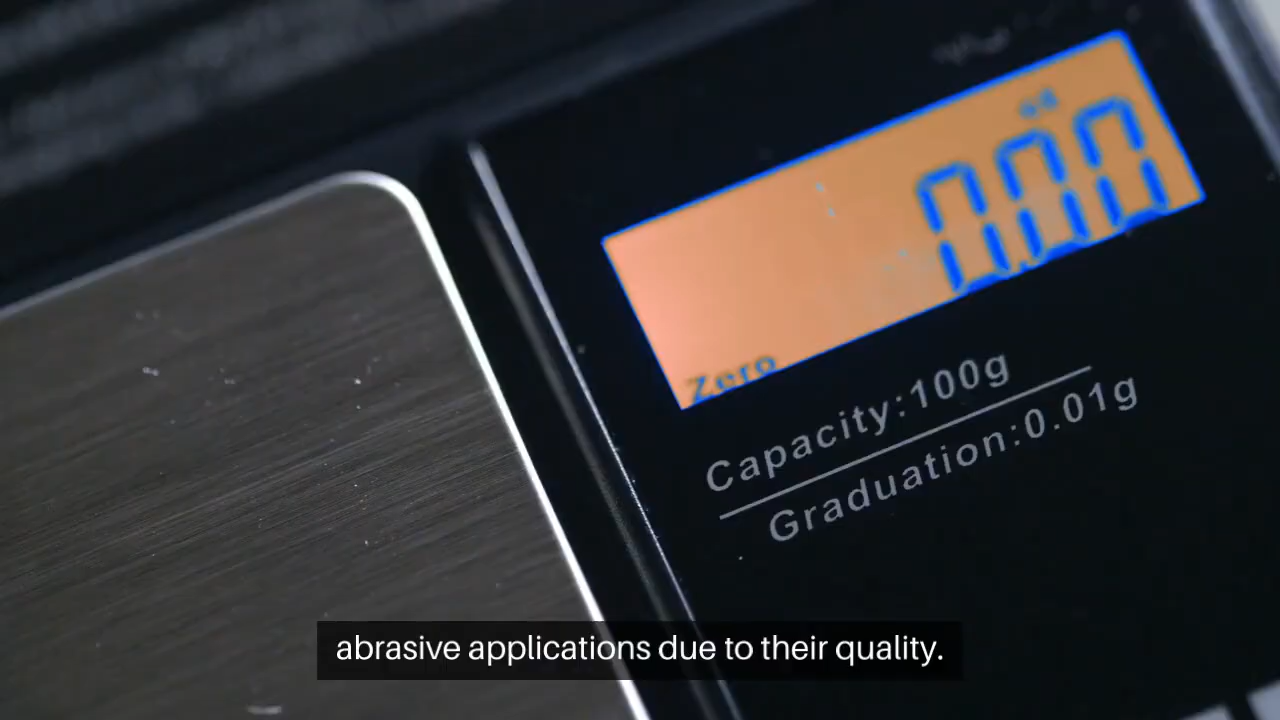 0.00
Zero
Capacity:100g
Graduation:0.01g
abrasive applications due to their quality.